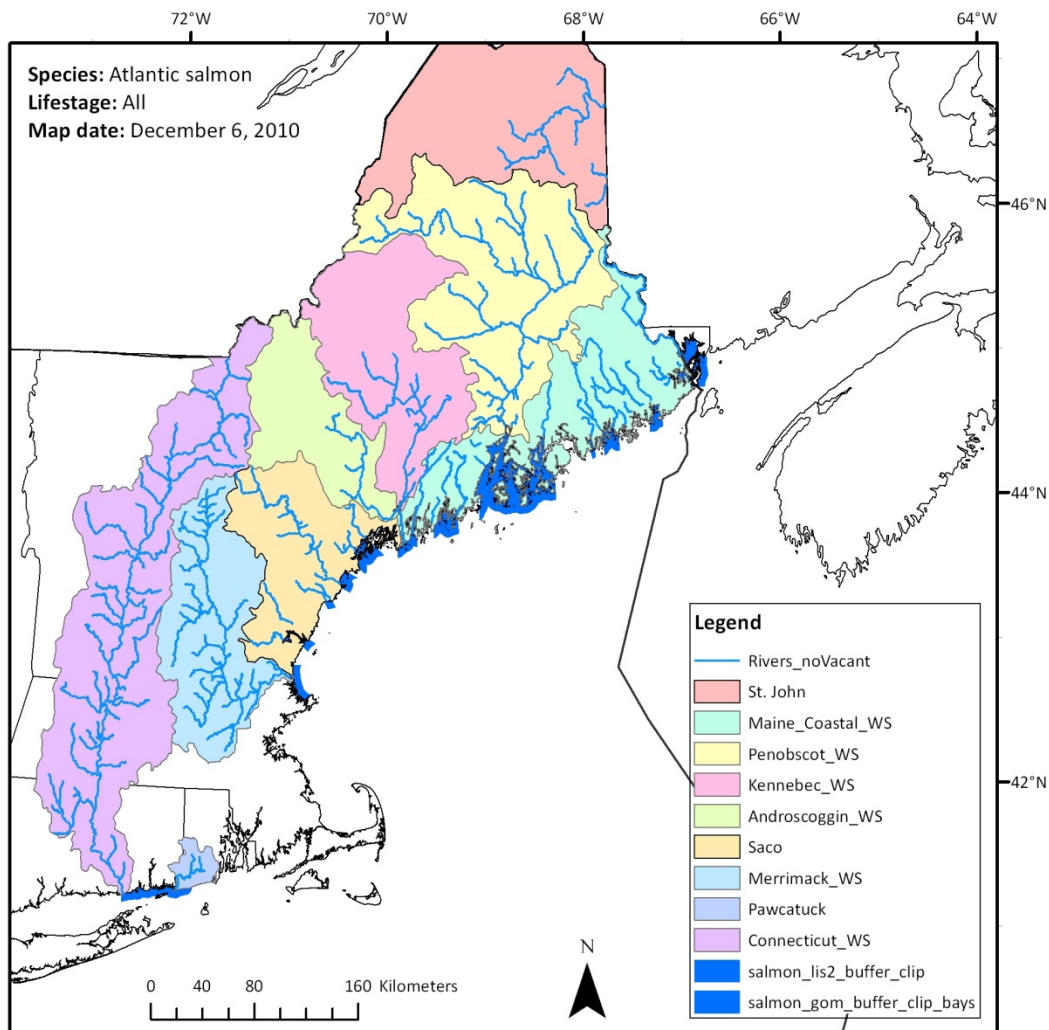 72°W 70°W 68°W 66°W 64°W
Species: Atlantic salmon
Lifestage: All
Map date: December 6, 2010
46°N
44°N
42°N
Legend
Rivers_noVacant
St. John
Maine_Coastal_WS
Penobscot_WS
Kennebec_WS
Androscoggin_WS
Saco
Merrimack_WS
Pawcatuck
Connecticut_WS
salmon_lis2_buffer_clip
salmon_gom_buffer_clip_bays
N
0 40 80 160 Kilometers